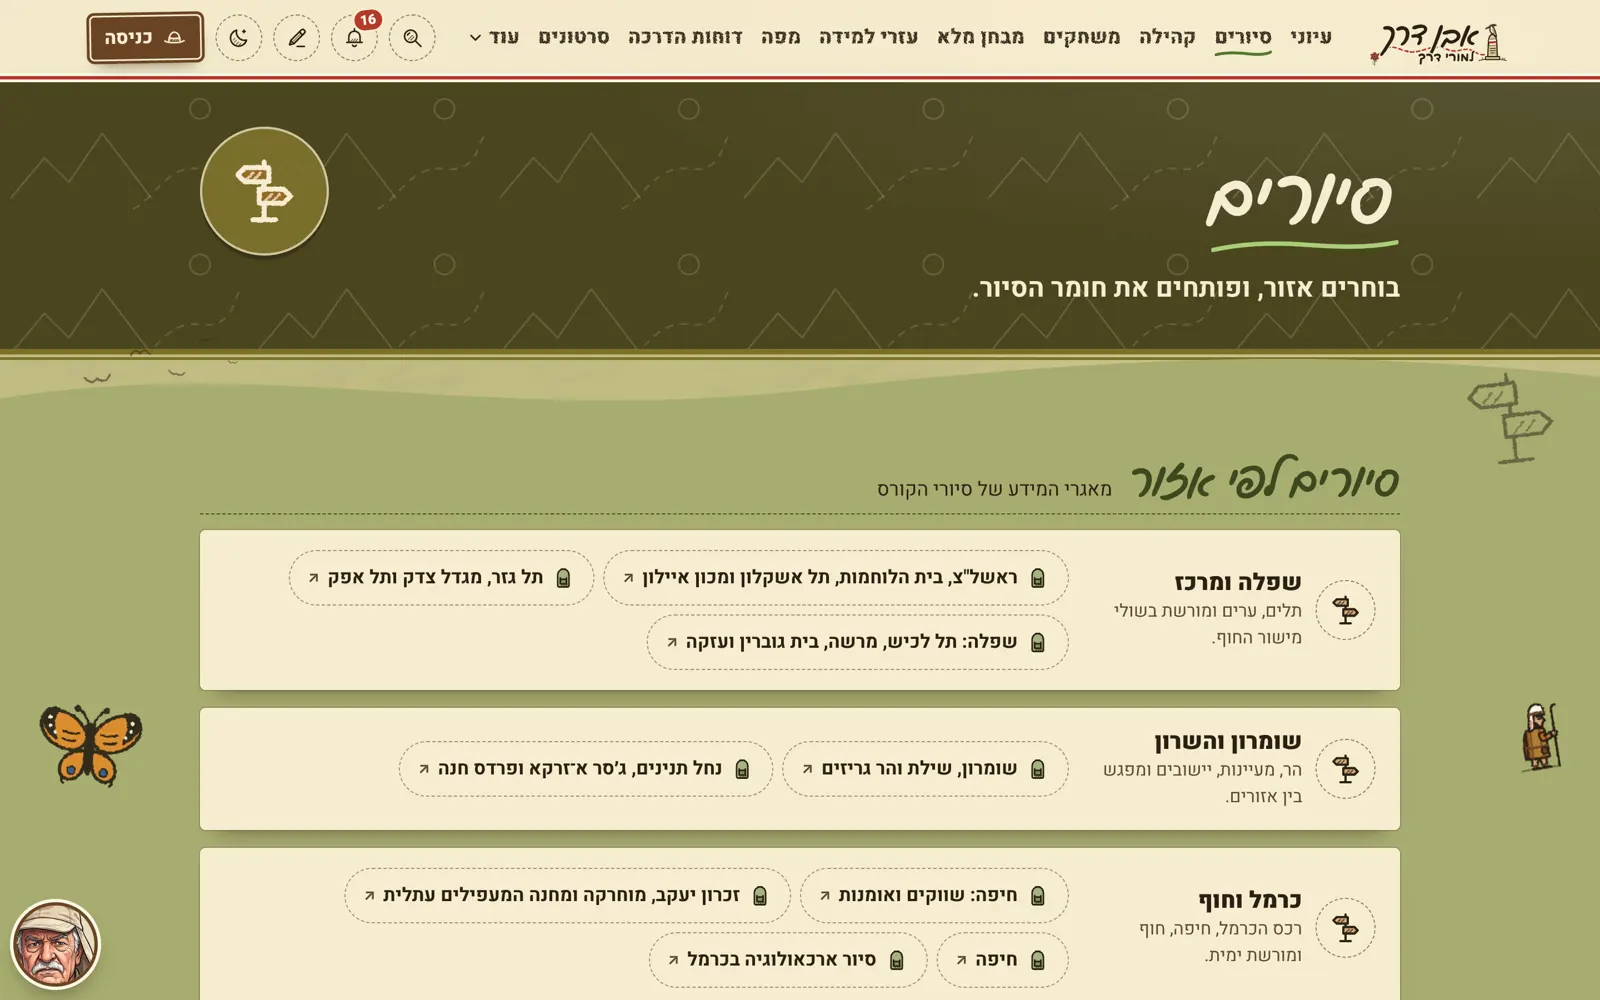 אבן דרך
למורי דרך
עיוני
סיורים
קהילה
משחקים
מבחן מלא
עזרי למידה
מפה
דוחות הדרכה
סרטונים
עוד
16
כניסה
סיורים
בוחרים אזור, ופותחים את חומר הסיור.
סיורים לפי אזור
מאגרי המידע של סיורי הקורס
שפלה ומרכז
תלים, ערים ומורשת בשולי
מישור החוף.
ראשל"צ, בית הלוחמות, תל אשקלון ומכון איילון
תל גזר, מגדל צדק ותל אפק
שפלה: תל לכיש, מרשה, בית גוברין ועזקה
שומרון והשרון
הר, מעיינות, יישובים ומפגש
בין אזורים.
שומרון, שילת והר גריזים
נחל תנינים, ג'סר א־זרקא ופרדס חנה
כרמל וחוף
רכס הכרמל, חיפה, חוף
ומורשת ימית.
חיפה: שווקים ואומנות
זכרון יעקב, מוחרקה ומחנה המעפילים עתלית
חיפה
סיור ארכאולוגיה בכרמל